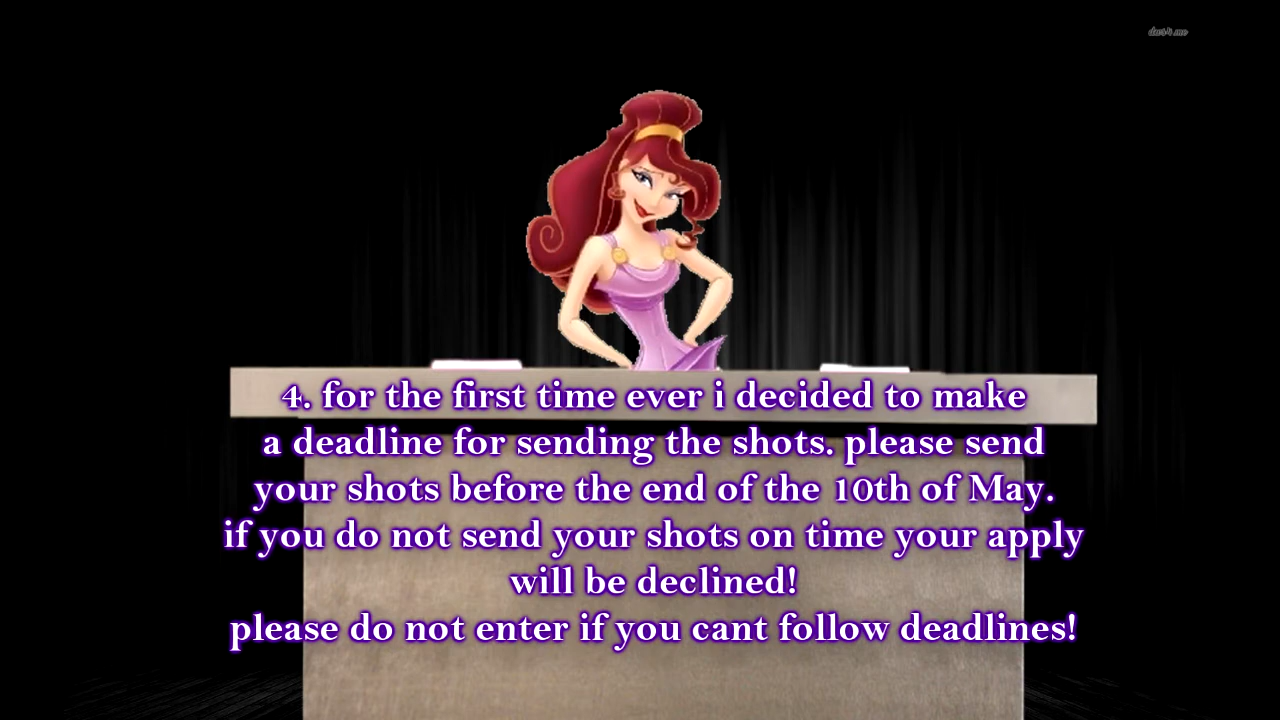 4. for the first time ever i decided to make
a deadline for sending the shots. please send
your shots before the end of the 10th of May.
if you do not send your shots on time your apply
will be declined!
please do not enter if you cant follow deadlines!